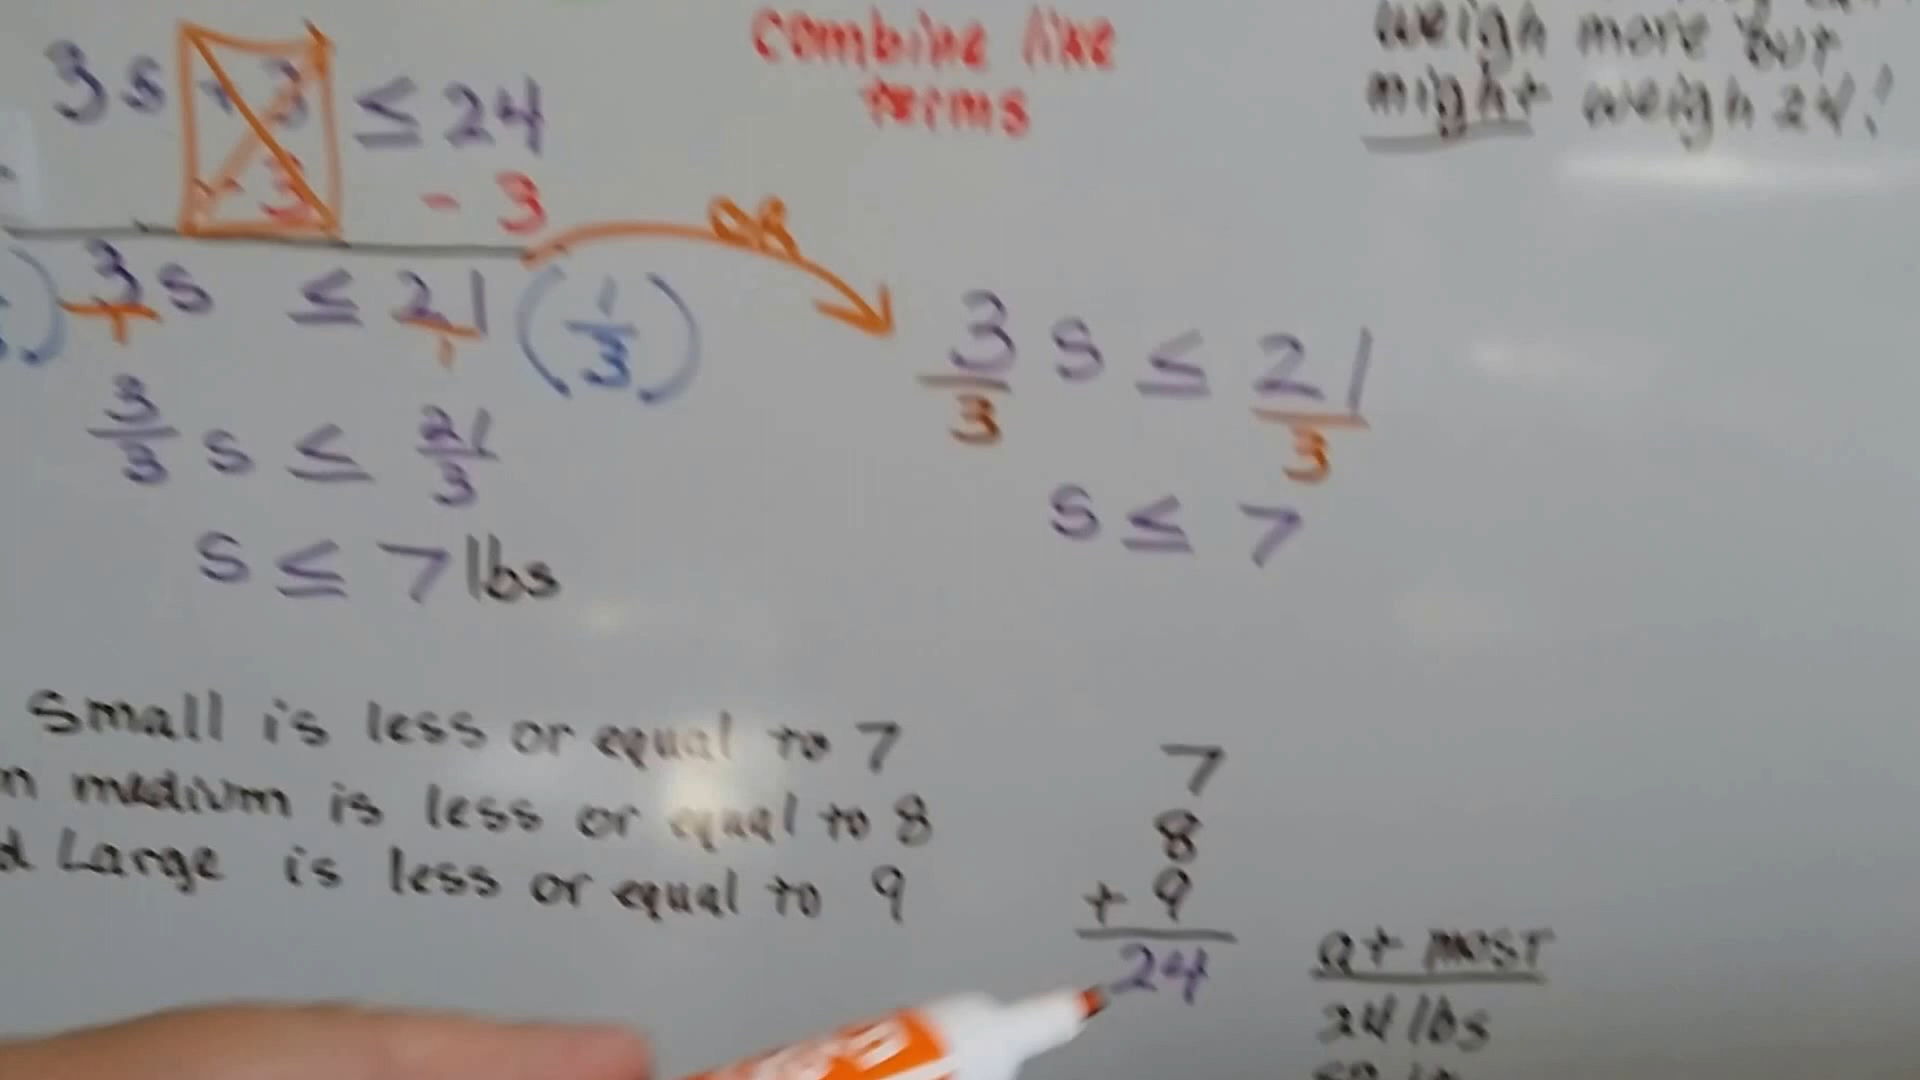 3s + 3 ≤ 24
- 3 - 3
3s ≤ 21 (1/3)
1 1
3/3 s ≤ 21/3
s ≤ 7 lbs
combine like
terms
OR
3/3 s ≤ 21/3
s ≤ 7
weigh more but
might weigh 24!
Small is less or equal to 7
medium is less or equal to 8
Large is less or equal to 9
7
8
+ 9
24
at most
24 lbs